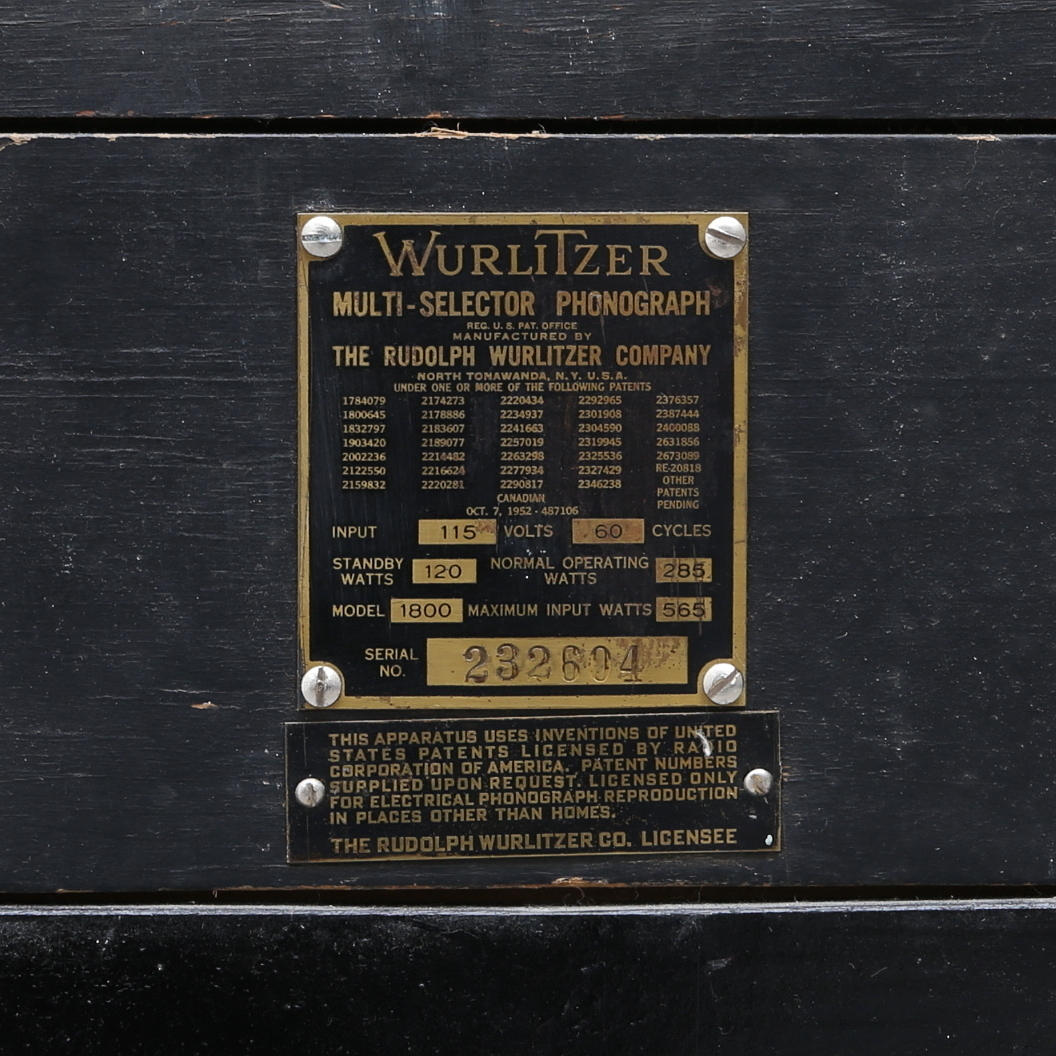 WURLITZER
MULTI-SELECTOR PHONOGRAPH
REG. U. S. PAT. OFFICE
MANUFACTURED BY
THE RUDOLPH WURLITZER COMPANY
NORTH TONAWANDA, N.Y. U.S.A.
UNDER ONE OR MORE OF THE FOLLOWING PATENTS
1784079 2174273 2220434 2292965 2376357
1800645 2178886 2234937 2301908 2387444
1832797 2183607 2241663 2304590 2400088
1903420 2189077 2257019 2319945 2631856
2002236 2214482 2263298 2325536 2673089
2122550 2216624 2277934 2327429 RE-20818
2159832 2220281 2290817 2346238 OTHER
PATENTS
PENDING
CANADIAN
OCT. 7, 1952 - 487106
INPUT 115 VOLTS 60 CYCLES
STANDBY WATTS 120 NORMAL OPERATING WATTS 285
MODEL 1800 MAXIMUM INPUT WATTS 565
SERIAL NO. 232604
THIS APPARATUS USES INVENTIONS OF UNITED
STATES PATENTS LICENSED BY RADIO
CORPORATION OF AMERICA. PATENT NUMBERS
SUPPLIED UPON REQUEST. LICENSED ONLY
FOR ELECTRICAL PHONOGRAPH REPRODUCTION
IN PLACES OTHER THAN HOMES.
THE RUDOLPH WURLITZER CO. LICENSEE